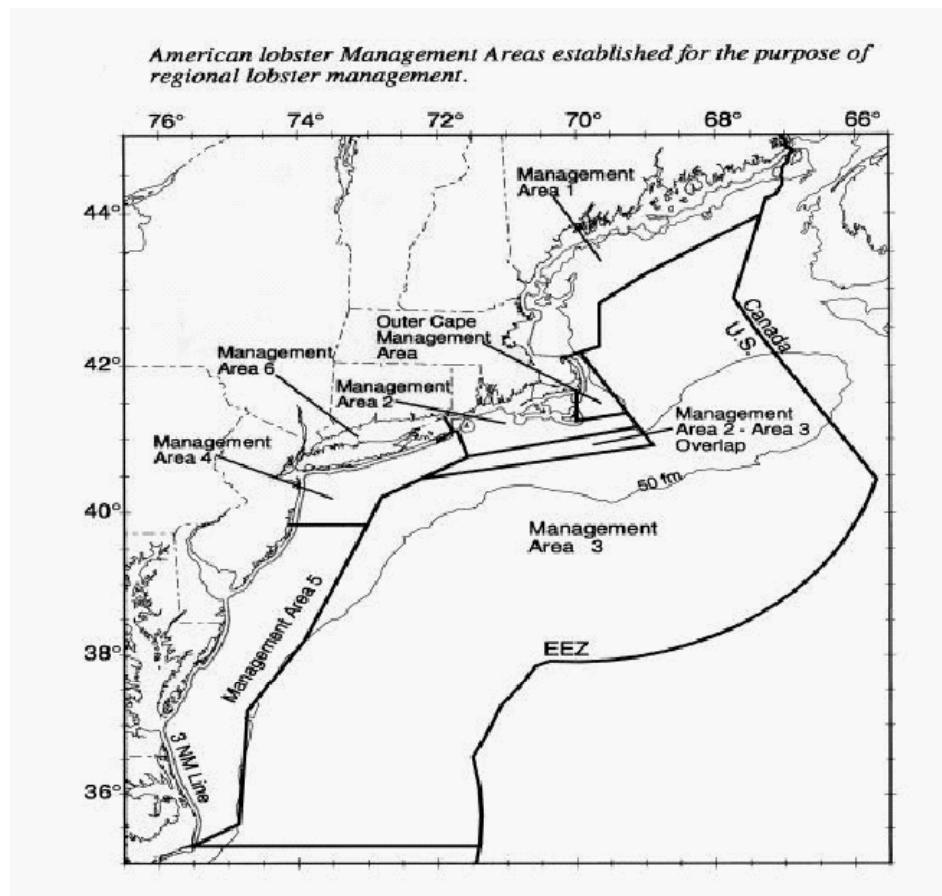 American lobster Management Areas established for the purpose of
regional lobster management.
76° 74° 72° 70° 68° 66°
Management
Area 1
44°
Canada
U.S.
Outer Cape
Management
Area
42°
Management
Area 6
Management
Area 2
Management
Area 2 - Area 3
Overlap
Management
Area 4
50 fm
40°
Management
Area 3
Management Area 5
38°
EEZ
3 NM Line
36°